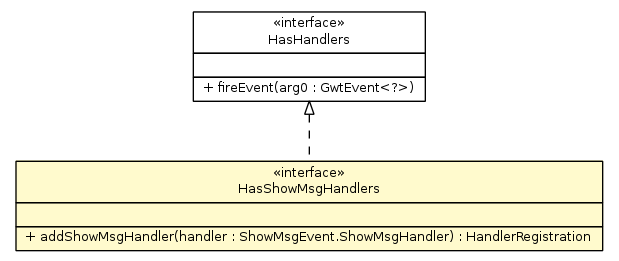 «interface»
HasHandlers
+ fireEvent(arg0 : GwtEvent<?>)
«interface»
HasShowMsgHandlers
+ addShowMsgHandler(handler : ShowMsgEvent.ShowMsgHandler) : HandlerRegistration